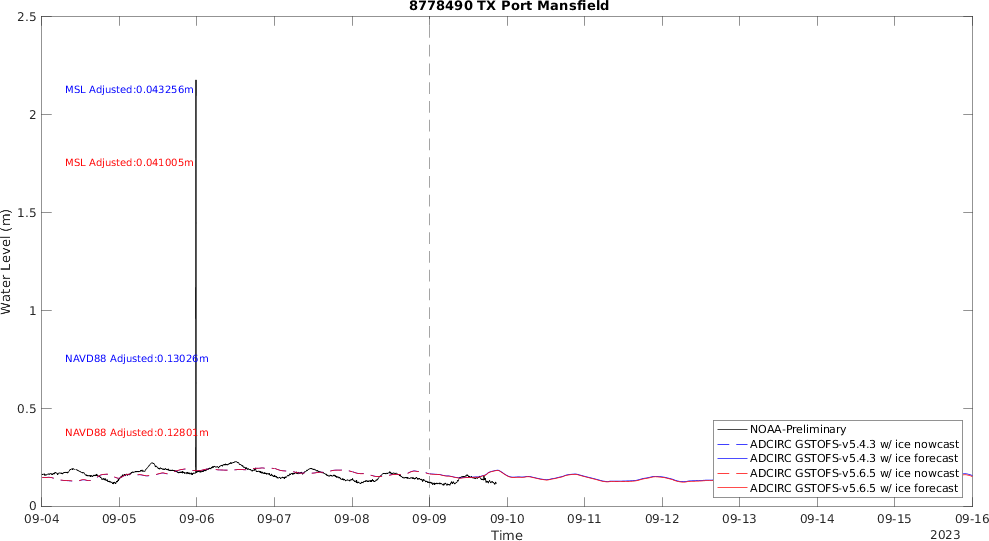 8778490 TX Port Mansfield
2.5
2
1.5
1
0.5
0
Water Level (m)
MSL Adjusted:0.043256m
MSL Adjusted:0.041005m
NAVD88 Adjusted:0.13026m
NAVD88 Adjusted:0.12801m
NOAA-Preliminary
ADCIRC GSTOFS-v5.4.3 w/ ice nowcast
ADCIRC GSTOFS-v5.4.3 w/ ice forecast
ADCIRC GSTOFS-v5.6.5 w/ ice nowcast
ADCIRC GSTOFS-v5.6.5 w/ ice forecast
09-04 09-05 09-06 09-07 09-08 09-09 09-10 09-11 09-12 09-13 09-14 09-15 09-16
Time
2023